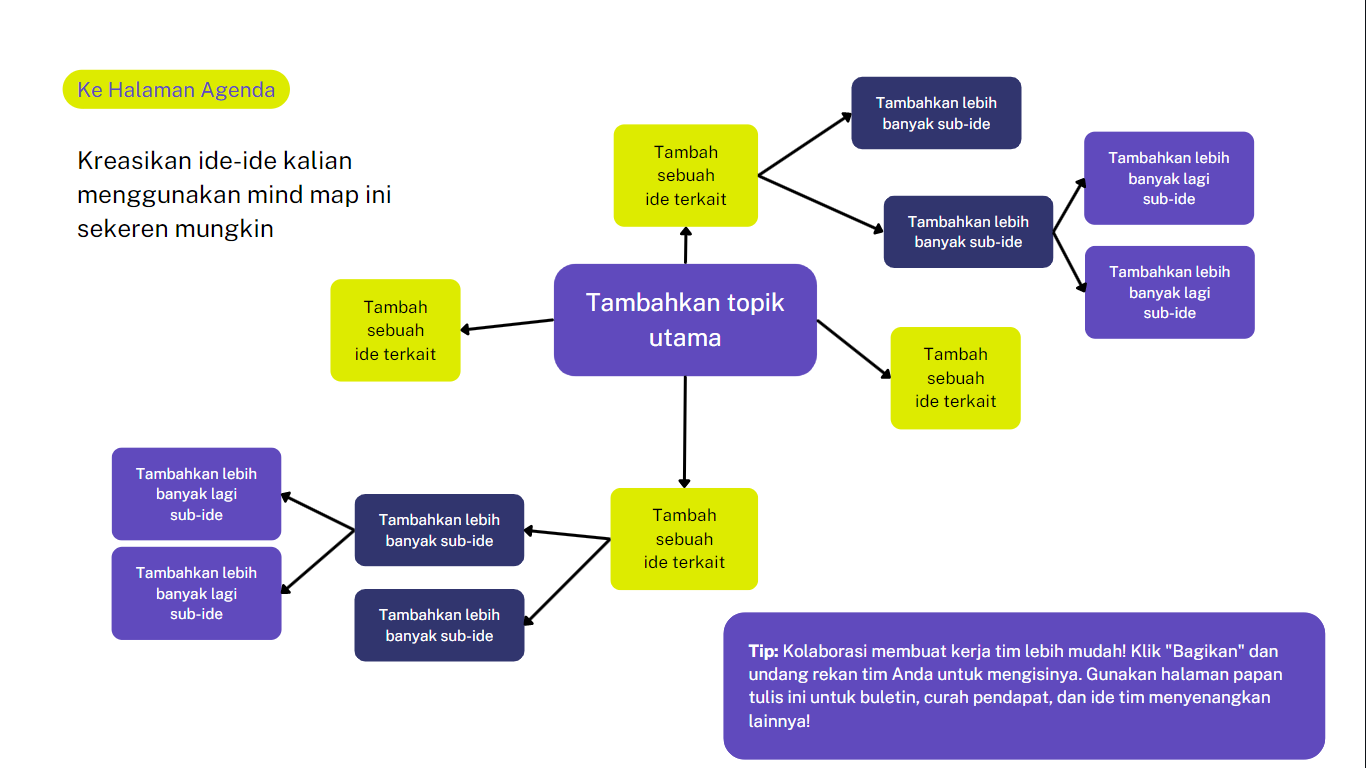 Ke Halaman Agenda
Kreasikan ide-ide kalian
menggunakan mind map ini
sekeren mungkin
Tambahkan lebih
banyak sub-ide
Tambah
sebuah
ide terkait
Tambahkan lebih
banyak lagi
sub-ide
Tambahkan lebih
banyak sub-ide
Tambahkan lebih
banyak lagi
sub-ide
Tambahkan topik
utama
Tambah
sebuah
ide terkait
Tambah
sebuah
ide terkait
Tambahkan lebih
banyak lagi
sub-ide
Tambahkan lebih
banyak sub-ide
Tambah
sebuah
ide terkait
Tambahkan lebih
banyak lagi
sub-ide
Tambahkan lebih
banyak sub-ide
Tip: Kolaborasi membuat kerja tim lebih mudah! Klik "Bagikan" dan
undang rekan tim Anda untuk mengisinya. Gunakan halaman papan
tulis ini untuk buletin, curah pendapat, dan ide tim menyenangkan
lainnya!